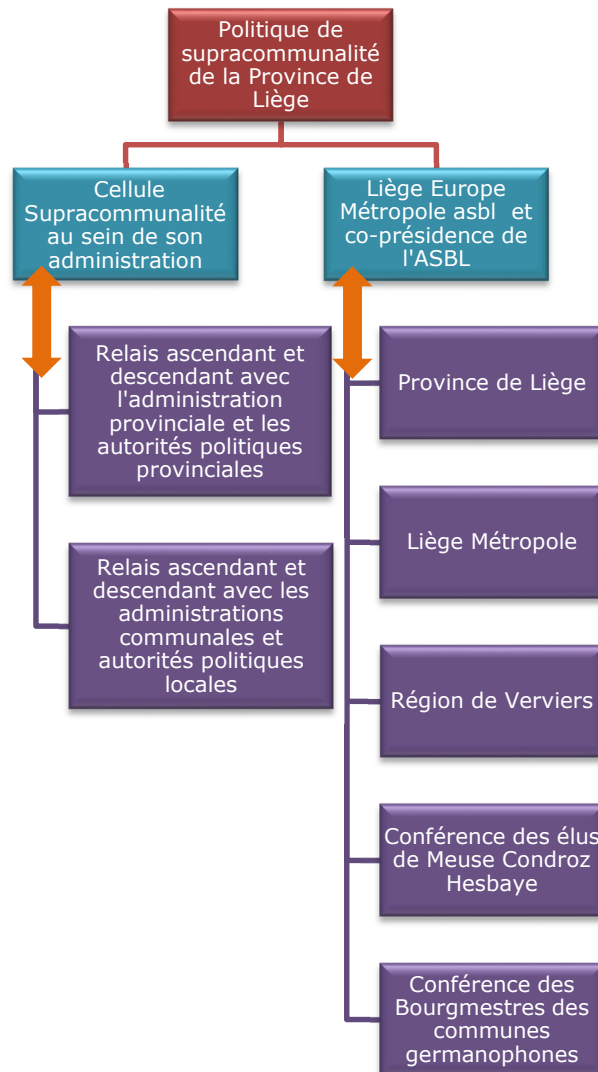 Politique de
supracommunalité
de la Province de
Liège
Cellule
Supracommunalité
au sein de son
administration
Liège Europe
Métropole asbl et
co-présidence de
l'ASBL
Relais ascendant et
descendant avec
l'administration
provinciale et les
autorités politiques
provinciales
Relais ascendant et
descendant avec les
administrations
communales et
autorités politiques
locales
Province de Liège
Liège Métropole
Région de Verviers
Conférence des élus
de Meuse Condroz
Hesbaye
Conférence des
Bourgmestres des
communes
germanophones